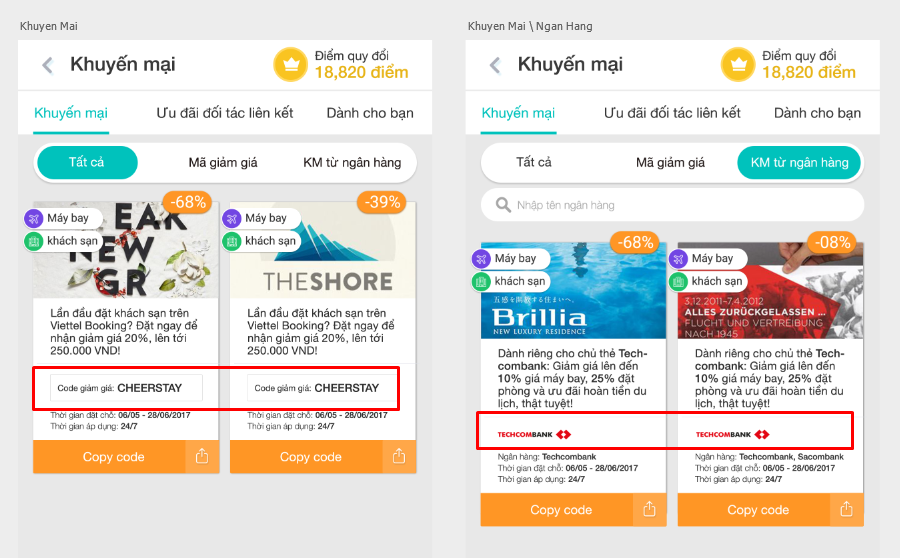 Khuyen Mai
Khuyến mại
Điểm quy đổi
18,820 điểm
Khuyến mại
Ưu đãi đối tác liên kết
Dành cho bạn
Tất cả
Mã giảm giá
KM từ ngân hàng
-68%
Máy bay
khách sạn
EAK
NEW
GR
Lần đầu đặt khách sạn trên
Viettel Booking? Đặt ngay để
nhận giảm giá 20%, lên tới
250.000 VND!
Code giảm giá: CHEERSTAY
Thời gian đặt chỗ: 06/05 - 28/06/2017
Thời gian áp dụng: 24/7
Copy code
-39%
Máy bay
khách sạn
THESHORE
Lần đầu đặt khách sạn trên
Viettel Booking? Đặt ngay để
nhận giảm giá 20%, lên tới
250.000 VND!
Code giảm giá: CHEERSTAY
Thời gian đặt chỗ: 06/05 - 28/06/2017
Thời gian áp dụng: 24/7
Copy code
Khuyen Mai \ Ngan Hang
Khuyến mại
Điểm quy đổi
18,820 điểm
Khuyến mại
Ưu đãi đối tác liên kết
Dành cho bạn
Tất cả
Mã giảm giá
KM từ ngân hàng
Nhập tên ngân hàng
-68%
Máy bay
khách sạn
五感を開放する住まいへ。
Brillia
NEW LUXURY RESIDENCE
Dành riêng cho chủ thẻ Tech-
combank: Giảm giá lên đến
10% giá máy bay, 25% đặt
phòng và ưu đãi hoàn tiền du
lịch, thật tuyệt!
TECHCOMBANK
Ngân hàng: Techcombank
Thời gian đặt chỗ: 06/05 - 28/06/2017
Thời gian áp dụng: 24/7
Copy code
-08%
Máy bay
khách sạn
3.12.2011-7.4.2012
ALLES ZURÜCKGELASSEN ...
FLUCHT UND VERTREIBUNG
NACH 1945
Dành riêng cho chủ thẻ Tech-
combank: Giảm giá lên đến
10% giá máy bay, 25% đặt
phòng và ưu đãi hoàn tiền du
lịch, thật tuyệt!
TECHCOMBANK
Ngân hàng: Techcombank, Sacombank
Thời gian đặt chỗ: 06/05 - 28/06/2017
Thời gian áp dụng: 24/7
Copy code